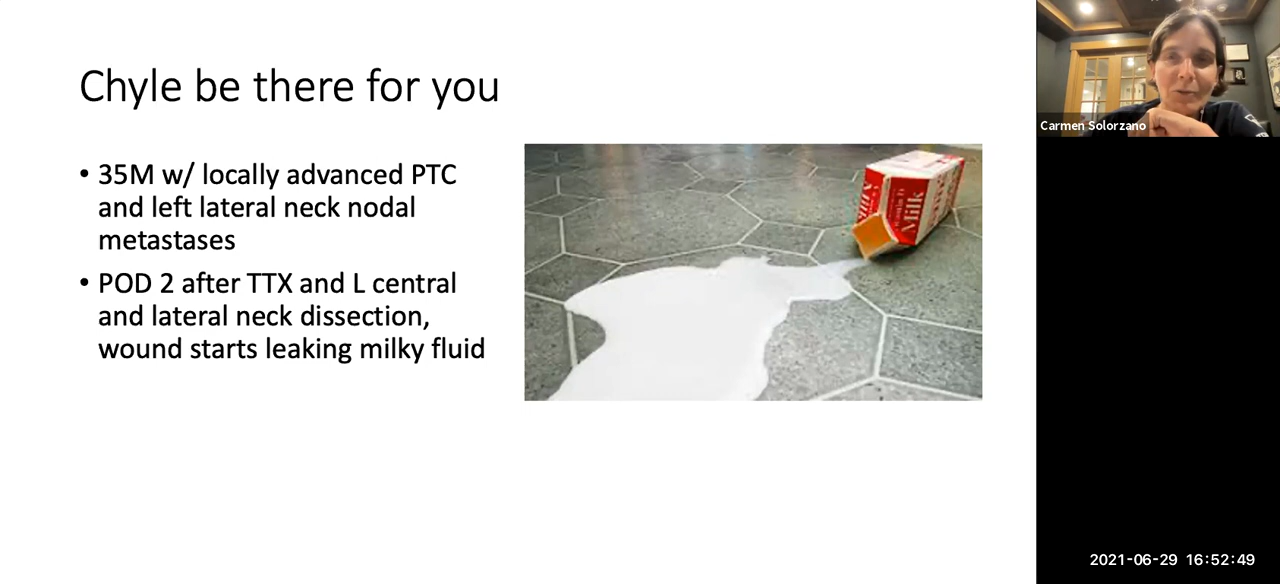 Chyle be there for you
• 35M w/ locally advanced PTC
and left lateral neck nodal
metastases
• POD 2 after TTX and L central
and lateral neck dissection,
wound starts leaking milky fluid
Milk
Carmen Solorzano
2021-06-29 16:52:49